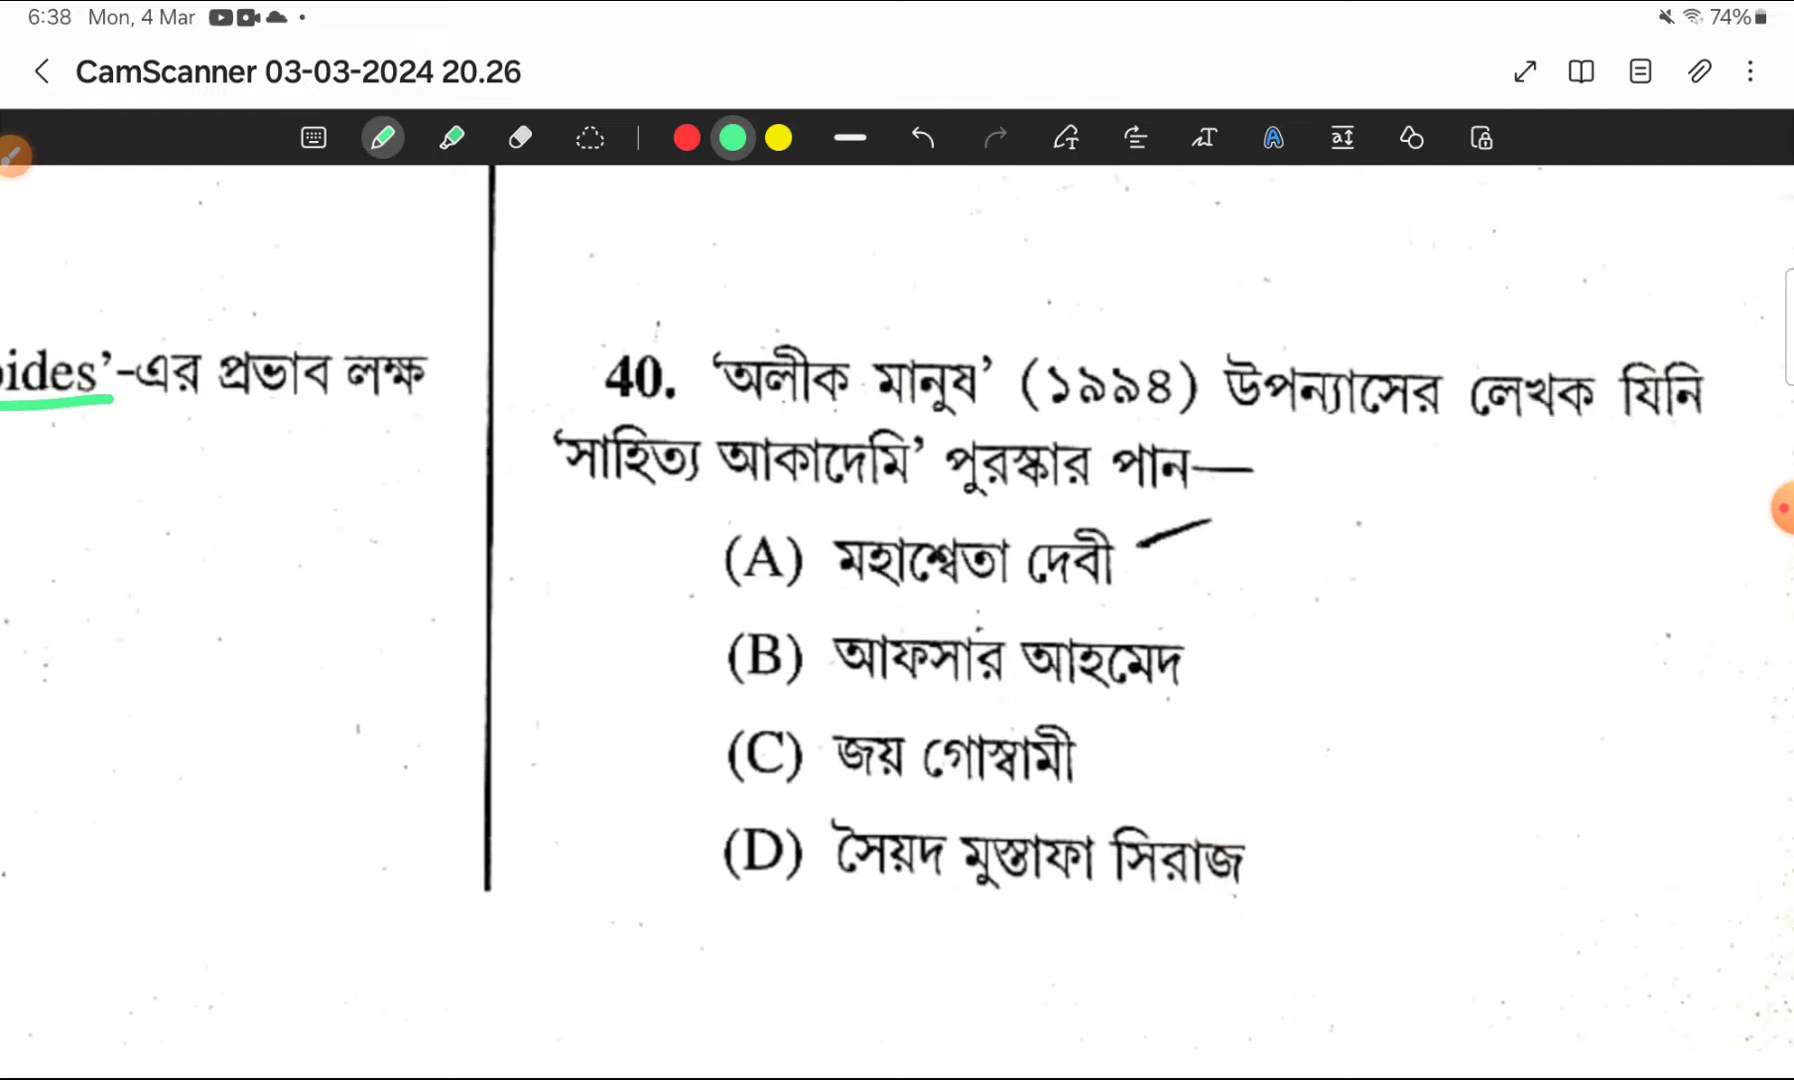 6:38 Mon, 4 Mar
74%
CamScanner 03-03-2024 20.26
ides’-এর প্রভাব লক্ষ
40. ‘অলীক মানুষ’ (১৯৯৪) উপন্যাসের লেখক যিনি
‘সাহিত্য আকাদেমি’ পুরস্কার পান—
(A) মহাশ্বেতা দেবী
(B) আফসার আহমেদ
(C) জয় গোস্বামী
(D) সৈয়দ মুস্তাফা সিরাজ